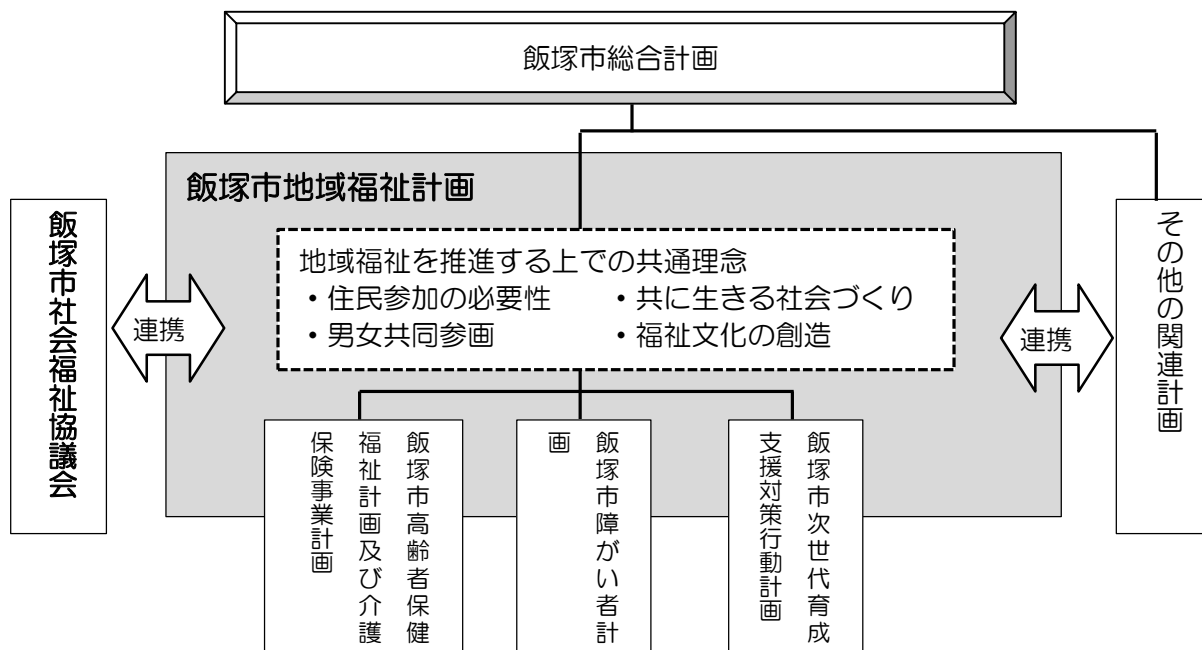 飯塚市総合計画
飯塚市地域福祉計画
飯塚市社会福祉協議会
連携
地域福祉を推進する上での共通理念
・住民参加の必要性　　・共に生きる社会づくり
・男女共同参画　　　　・福祉文化の創造
連携
その他の関連計画
飯塚市高齢者保健
福祉計画及び介護
保険事業計画
飯塚市障がい者計
画
飯塚市次世代育成
支援対策行動計画